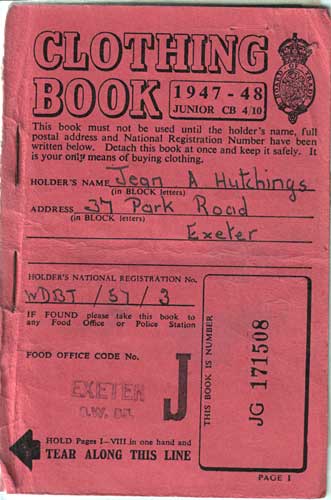 CLOTHING
BOOK
1947-48
JUNIOR CB 4/10
BOARD OF TRADE
This book must not be used until the holder's name, full
postal address and National Registration Number have been
written below. Detach this book at once and keep it safely. It
is your only means of buying clothing.
HOLDER'S NAME Jean A Hutchings
(in BLOCK letters)
ADDRESS 37 Park Road
(in BLOCK letters)
Exeter
HOLDER'S NATIONAL REGISTRATION No.
WDBT / 57 / 3
IF FOUND please take this book to
any Food Office or Police Station
FOOD OFFICE CODE No.
EXETER
J
THIS BOOK IS NUMBER
JG 171508
HOLD Pages I–VIII in one hand and
TEAR ALONG THIS LINE
PAGE I